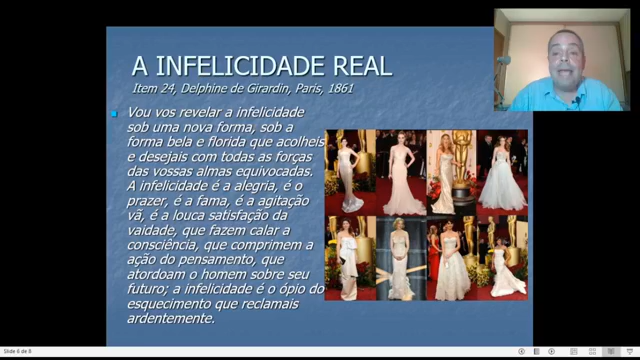 A INFELICIDADE REAL
Item 24, Delphine de Girardin, Paris, 1861
Vou vos revelar a infelicidade
sob uma nova forma, sob a
forma bela e florida que acolheis
e desejais com todas as forças
das vossas almas equivocadas.
A infelicidade é a alegria, é o
prazer, é a fama, é a agitação
vã, é a louca satisfação da
vaidade, que fazem calar a
consciência, que comprimem a
ação do pensamento, que
atordoam o homem sobre seu
futuro; a infelicidade é o ópio do
esquecimento que reclamais
ardentemente.
Slide 8 de 8